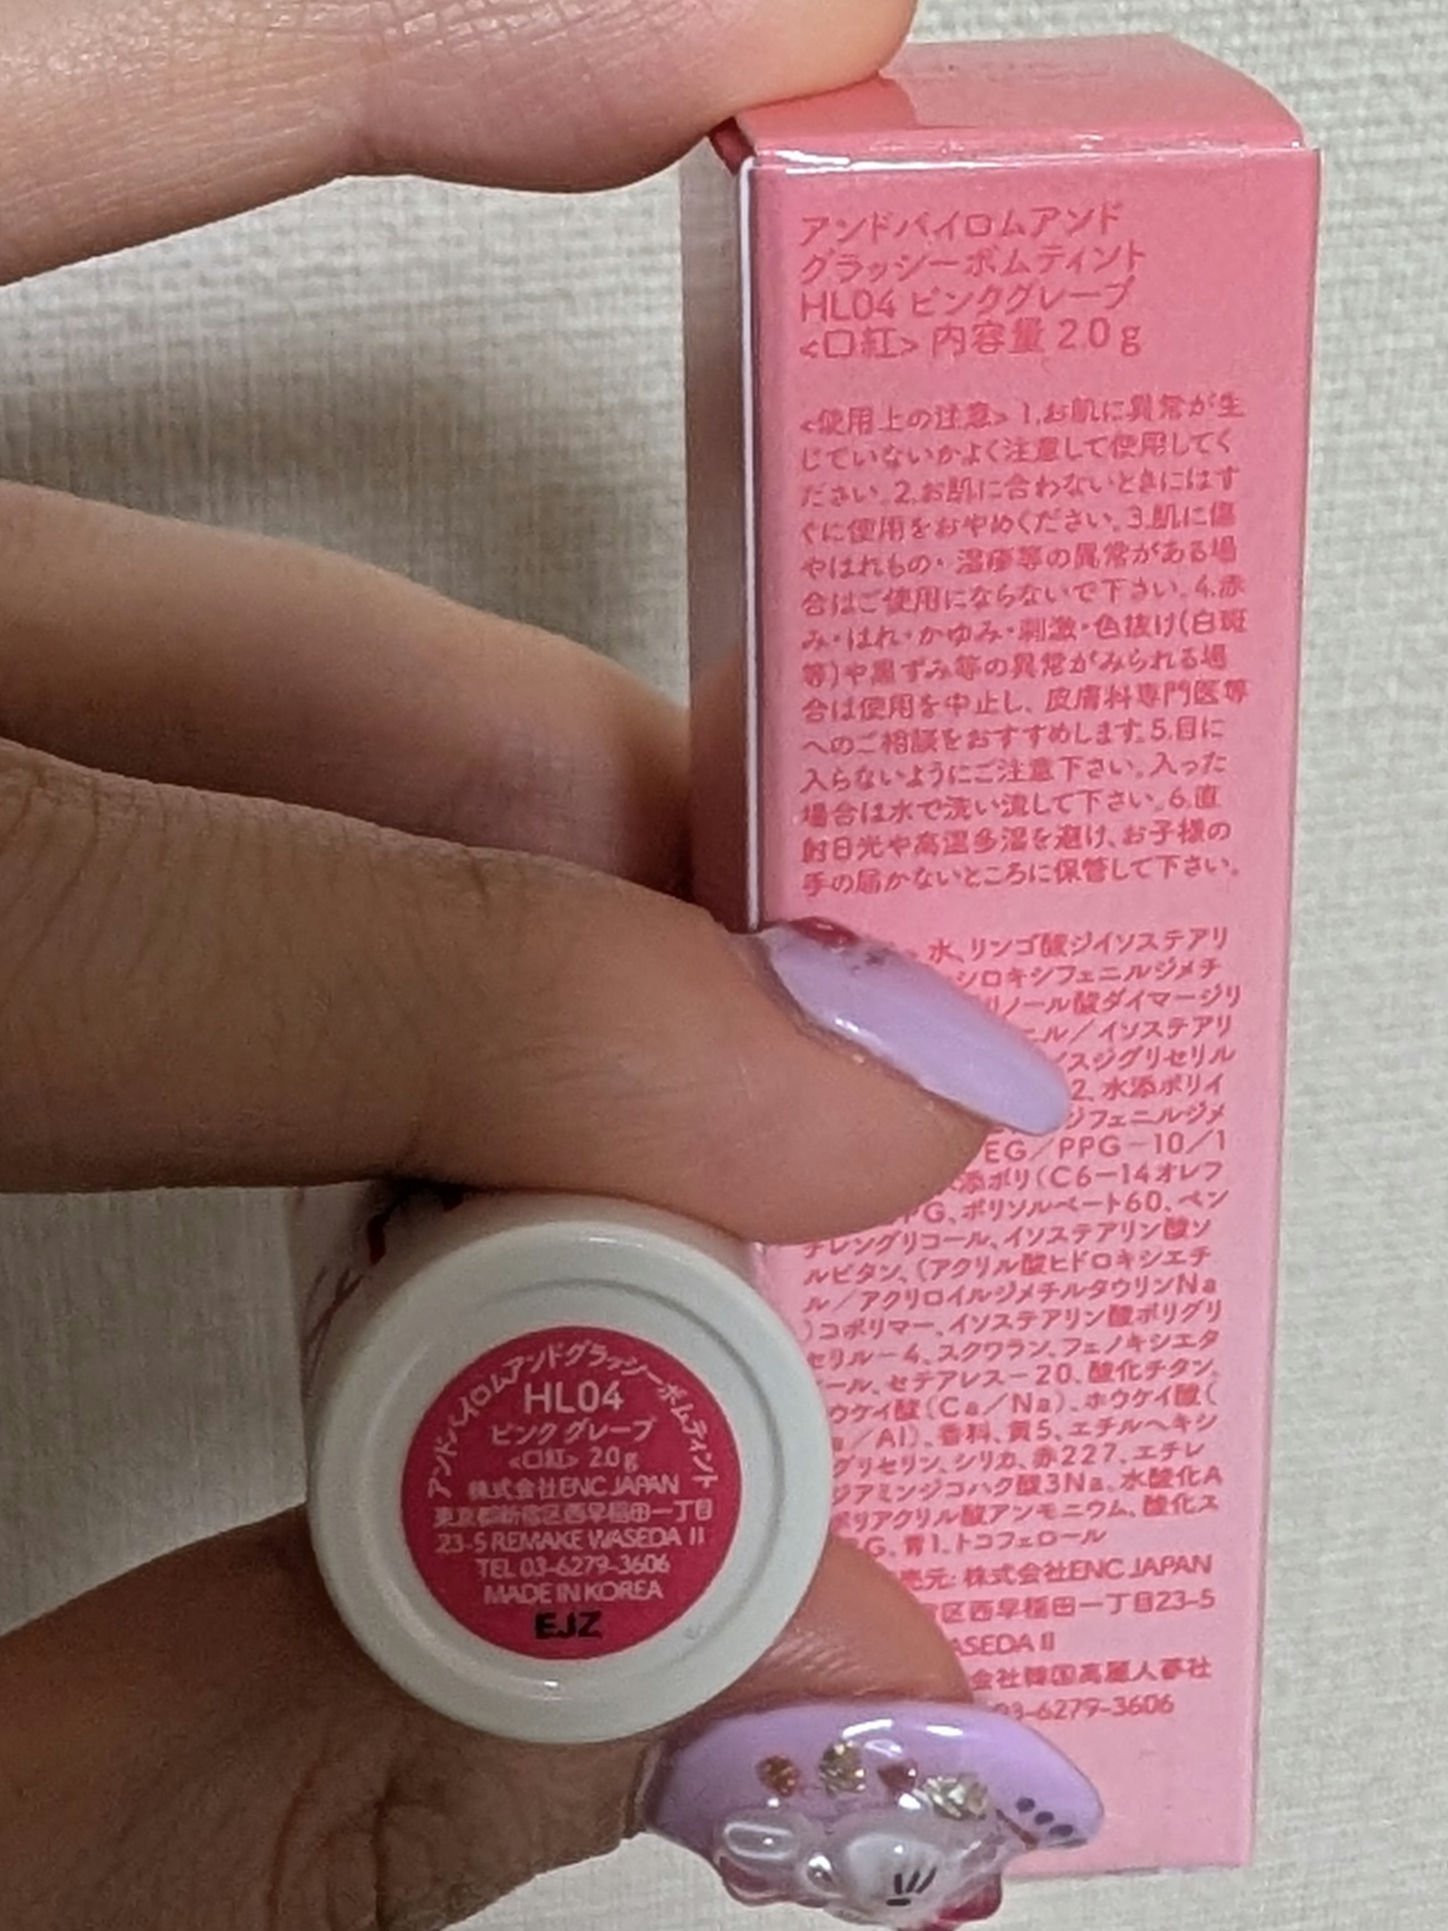 アンドバイロムアンド
グラッシーボムティント
HL04 ピンクグレープ
<口紅> 内容量 2.0 g
<使用上の注意> 1.お肌に異常が生
じていないかよく注意して使用してく
ださい。2.お肌に合わないときにはす
ぐに使用をおやめください。3.肌に傷
やはれもの・湿疹等の異常がある場
合はご使用にならないで下さい。4.赤
み・はれ・かゆみ・刺激・色抜け(白斑
等)や黒ずみ等の異常がみられる場
合は使用を中止し、皮膚科専門医等
へのご相談をおすすめします。5.目に
入らないようにご注意下さい。入った
場合は水で洗い流して下さい。6.直
射日光や高温多湿を避け、お子様の
手の届かないところに保管して下さい。
水、リンゴ酸ジイソステアリ
シロキシフェニルジメチ
リノール酸ダイマージリ
ニル／イソステアリ
イスジグリセリル
2、水添ポリイ
ジフェニルジメ
EG／PPG－10／1
添ポリ(C6－14オレフ
PG、ポリソルベート60、ペン
チレングリコール、イソステアリン酸ソ
ルビタン、(アクリル酸ヒドロキシエチ
ル／アクリロイルジメチルタウリンNa
)コポリマー、イソステアリン酸ポリグリ
セリル－4、スクワラン、フェノキシエタ
ール、セテアレス－20、酸化チタン、
ウケイ酸(Ca／Na)、ホウケイ酸(
／Al)、香料、黄5、エチルヘキシ
グリセリン、シリカ、赤227、エチレ
ジアミンジコハク酸3Na、水酸化A
ポリアクリル酸アンモニウム、酸化ス
G、青1、トコフェロール
売元: 株式会社ENC JAPAN
区西早稲田一丁目23-5
ASEDA II
会社韓国高麗人蔘社
03-6279-3606
アンドバイロムアンドグラッシーボムティント
HL04
ピンクグレープ
<口紅> 2.0g
株式会社ENC JAPAN
東京都新宿区西早稲田一丁目
23-5 REMAKE WASEDA II
TEL 03-6279-3606
MADE IN KOREA
EJZ